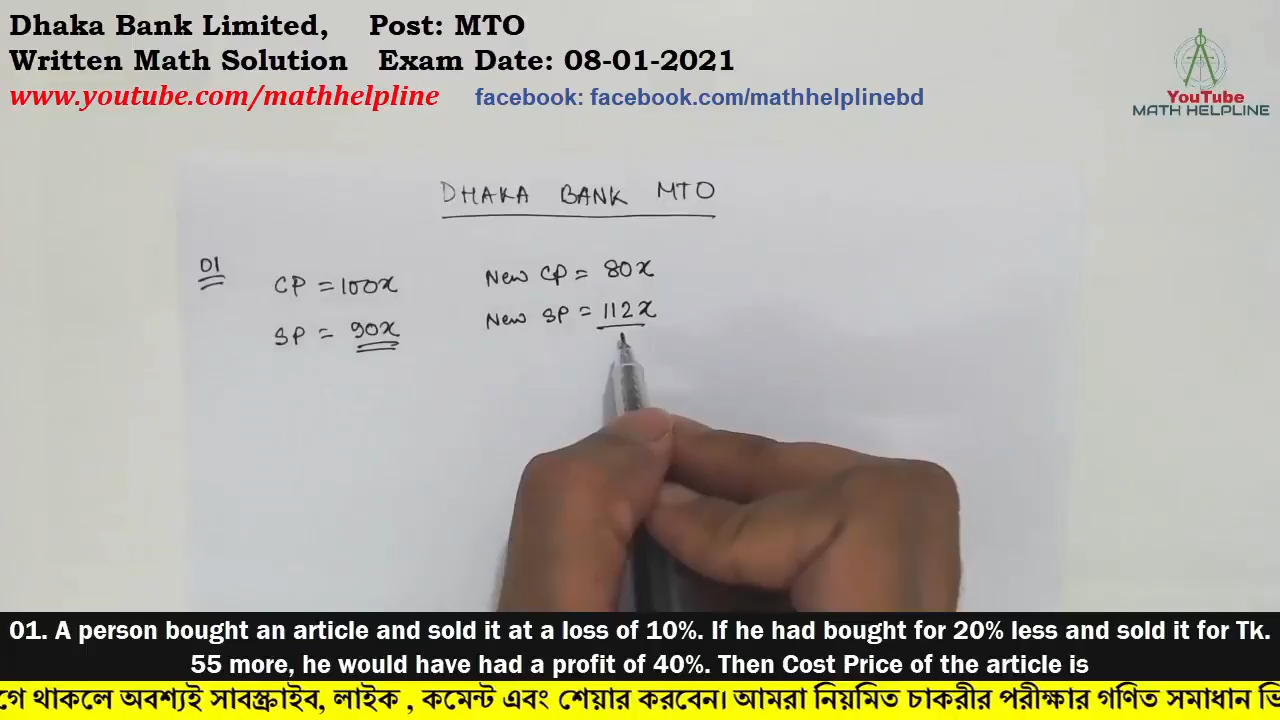 Dhaka Bank Limited, Post: MTO
Written Math Solution Exam Date: 08-01-2021
www.youtube.com/mathhelpline facebook: facebook.com/mathhelplinebd
YouTube
MATH HELPLINE
DHAKA BANK MTO
01
CP = 100x
SP = 90x
New CP = 80x
New SP = 112x
01. A person bought an article and sold it at a loss of 10%. If he had bought for 20% less and sold it for Tk.
55 more, he would have had a profit of 40%. Then Cost Price of the article is
গে থাকলে অবশ্যই সাবস্ক্রাইব, লাইক , কমেন্ট এবং শেয়ার করবেন। আমরা নিয়মিত চাকরীর পরীক্ষার গণিত সমাধান ভি